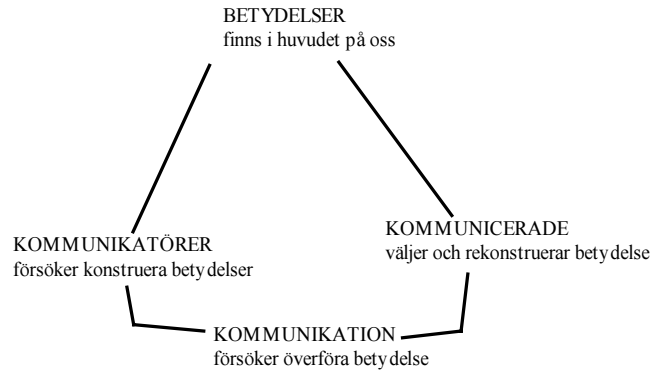 BETYDELSER
finns i huvudet på oss
KOMMUNIKATÖRER
försöker konstruera betydelser
KOMMUNICERADE
väljer och rekonstruerar betydelse
KOMMUNIKATION
försöker överföra betydelse